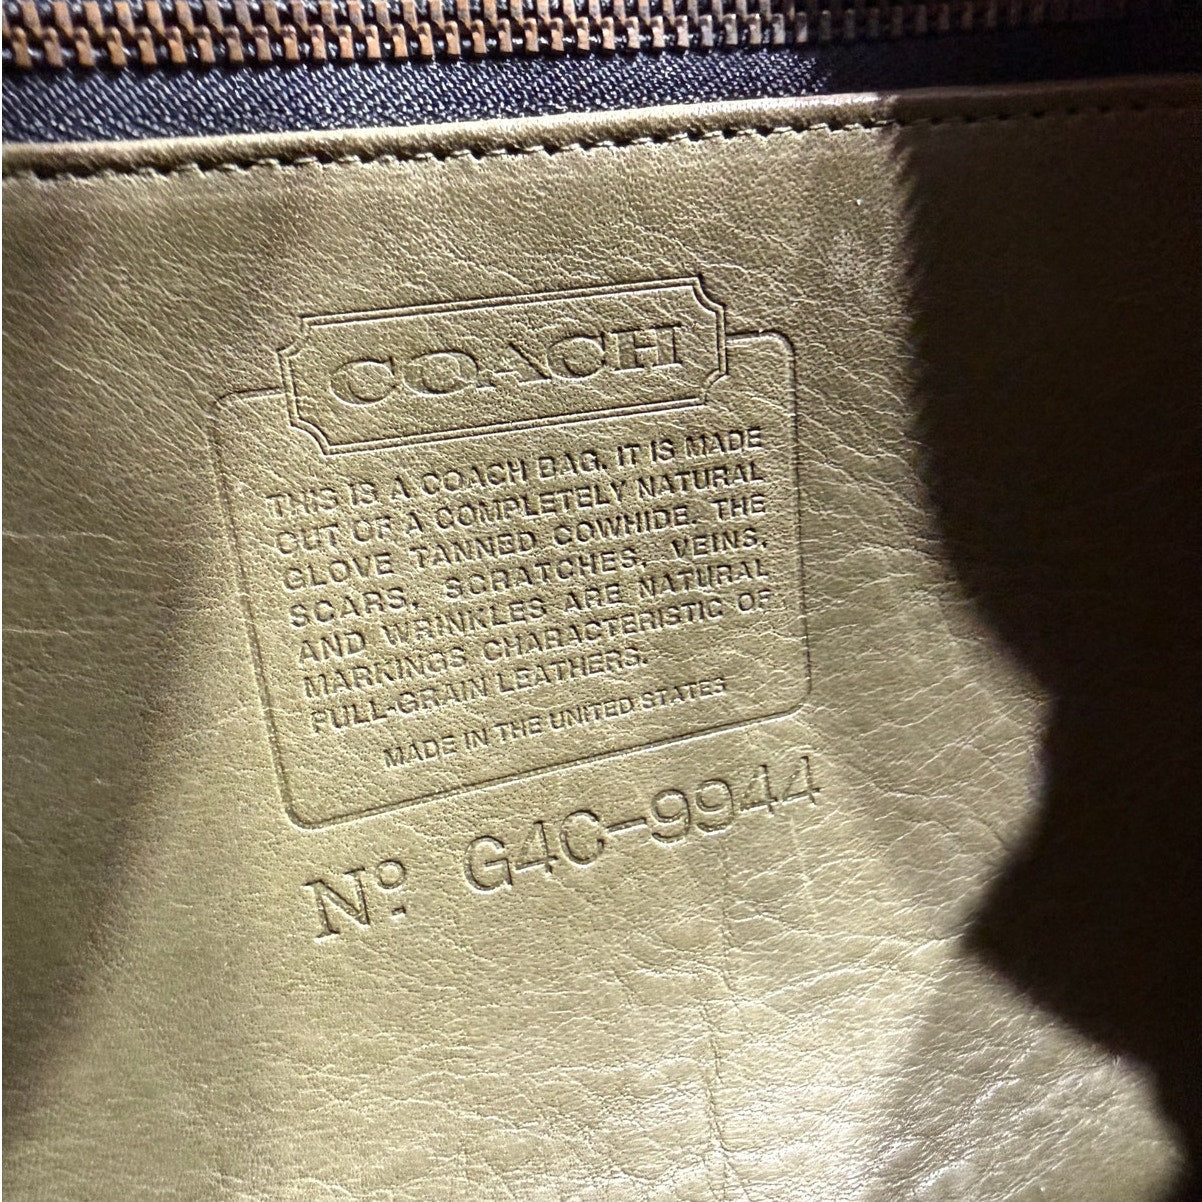 COACH
THIS IS A COACH BAG. IT IS MADE
OUT OF A COMPLETELY NATURAL
GLOVE TANNED COWHIDE. THE
SCARS, SCRATCHES, VEINS,
AND WRINKLES ARE NATURAL
MARKINGS CHARACTERISTIC OF
FULL-GRAIN LEATHERS.
MADE IN THE UNITED STATES
Nº G4C-9944